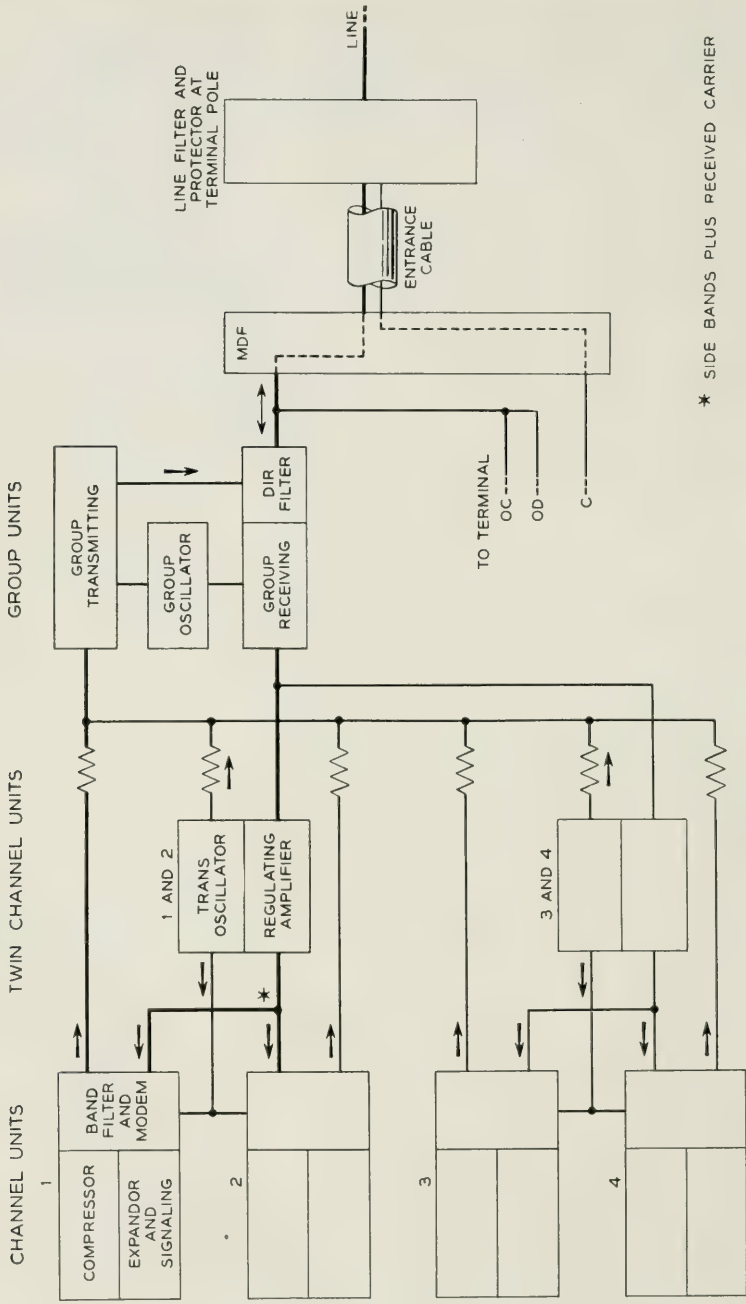 CHANNEL UNITS
TWIN CHANNEL UNITS
GROUP UNITS
1
COMPRESSOR
EXPANDOR
AND
SIGNALING
BAND
FILTER
AND
MODEM
2
3
4
1 AND 2
TRANS
OSCILLATOR
REGULATING
AMPLIFIER
*
3 AND 4
GROUP
TRANSMITTING
GROUP
OSCILLATOR
GROUP
RECEIVING
DIR
FILTER
TO TERMINAL
OC
OD
C
MDF
ENTRANCE
CABLE
LINE FILTER AND
PROTECTOR AT
TERMINAL POLE
LINE
* SIDE BANDS PLUS RECEIVED CARRIER